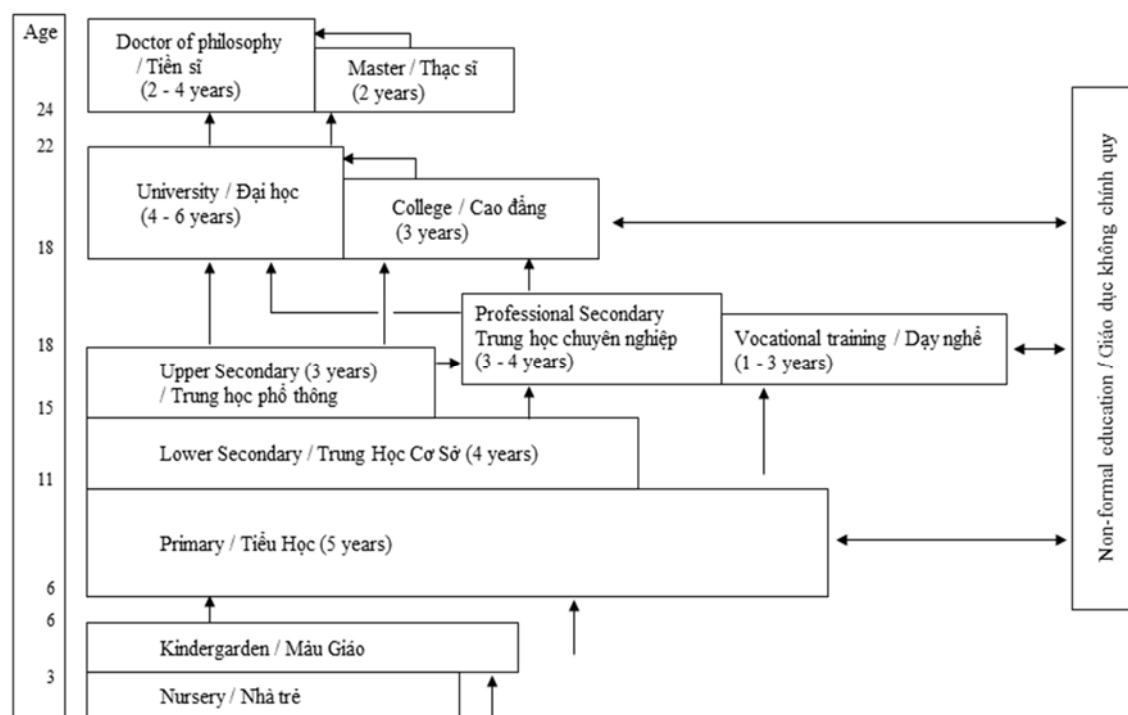 Age
Doctor of philosophy
/ Tiến sĩ
(2 - 4 years)
Master / Thạc sĩ
(2 years)
24
22
University / Đại học
(4 - 6 years)
College / Cao đẳng
(3 years)
18
Professional Secondary
Trung học chuyên nghiệp
(3 - 4 years)
Vocational training / Dạy nghề
(1 - 3 years)
18
Upper Secondary (3 years)
/ Trung học phổ thông
15
Lower Secondary / Trung Học Cơ Sở (4 years)
11
Primary / Tiểu Học (5 years)
6
6
Kindergarden / Mẫu Giáo
3
Nursery / Nhà trẻ
Non-formal education / Giáo dục không chính quy